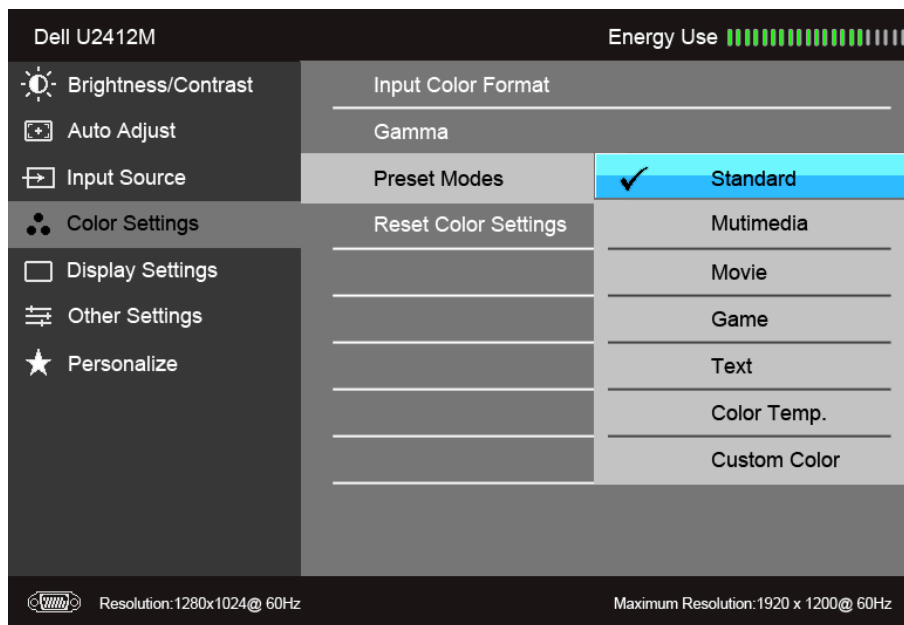 Dell U2412M
Energy Use
Brightness/Contrast
Auto Adjust
Input Source
Color Settings
Display Settings
Other Settings
Personalize
Input Color Format
Gamma
Preset Modes
Reset Color Settings
Standard
Mutimedia
Movie
Game
Text
Color Temp.
Custom Color
Resolution:1280x1024@ 60Hz
Maximum Resolution:1920 x 1200@ 60Hz